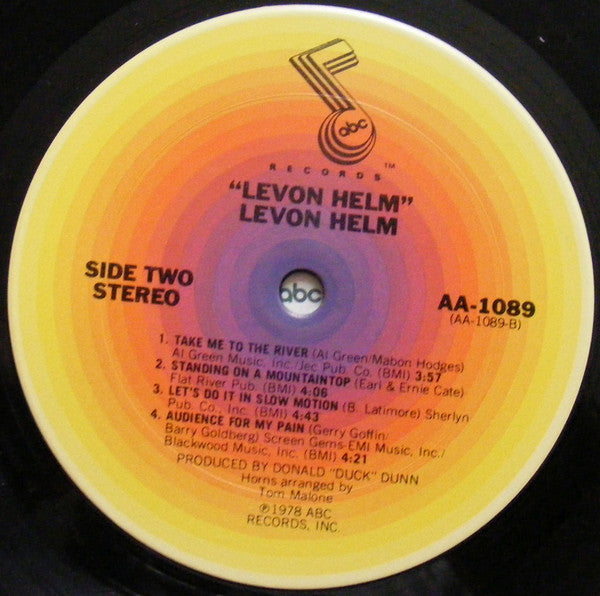 abc
RECORDS™
"LEVON HELM"
LEVON HELM
SIDE TWO
STEREO
abc
AA-1089
(AA-1089-B)
1. TAKE ME TO THE RIVER (Al Green/Mabon Hodges)
Al Green Music, Inc./Jec Pub. Co. (BMI) 3:57
2. STANDING ON A MOUNTAINTOP (Earl & Ernie Cate)
Flat River Pub. (BMI) 4:06
3. LET'S DO IT IN SLOW MOTION (B. Latimore) Sherlyn
Pub. Co., Inc. (BMI) 4:43
4. AUDIENCE FOR MY PAIN (Gerry Goffin/
Barry Goldberg) Screen Gems-EMI Music, Inc./
Blackwood Music, Inc. (BMI) 4:21
PRODUCED BY DONALD "DUCK" DUNN
Horns arranged by
Tom Malone
℗1978 ABC
RECORDS, INC.